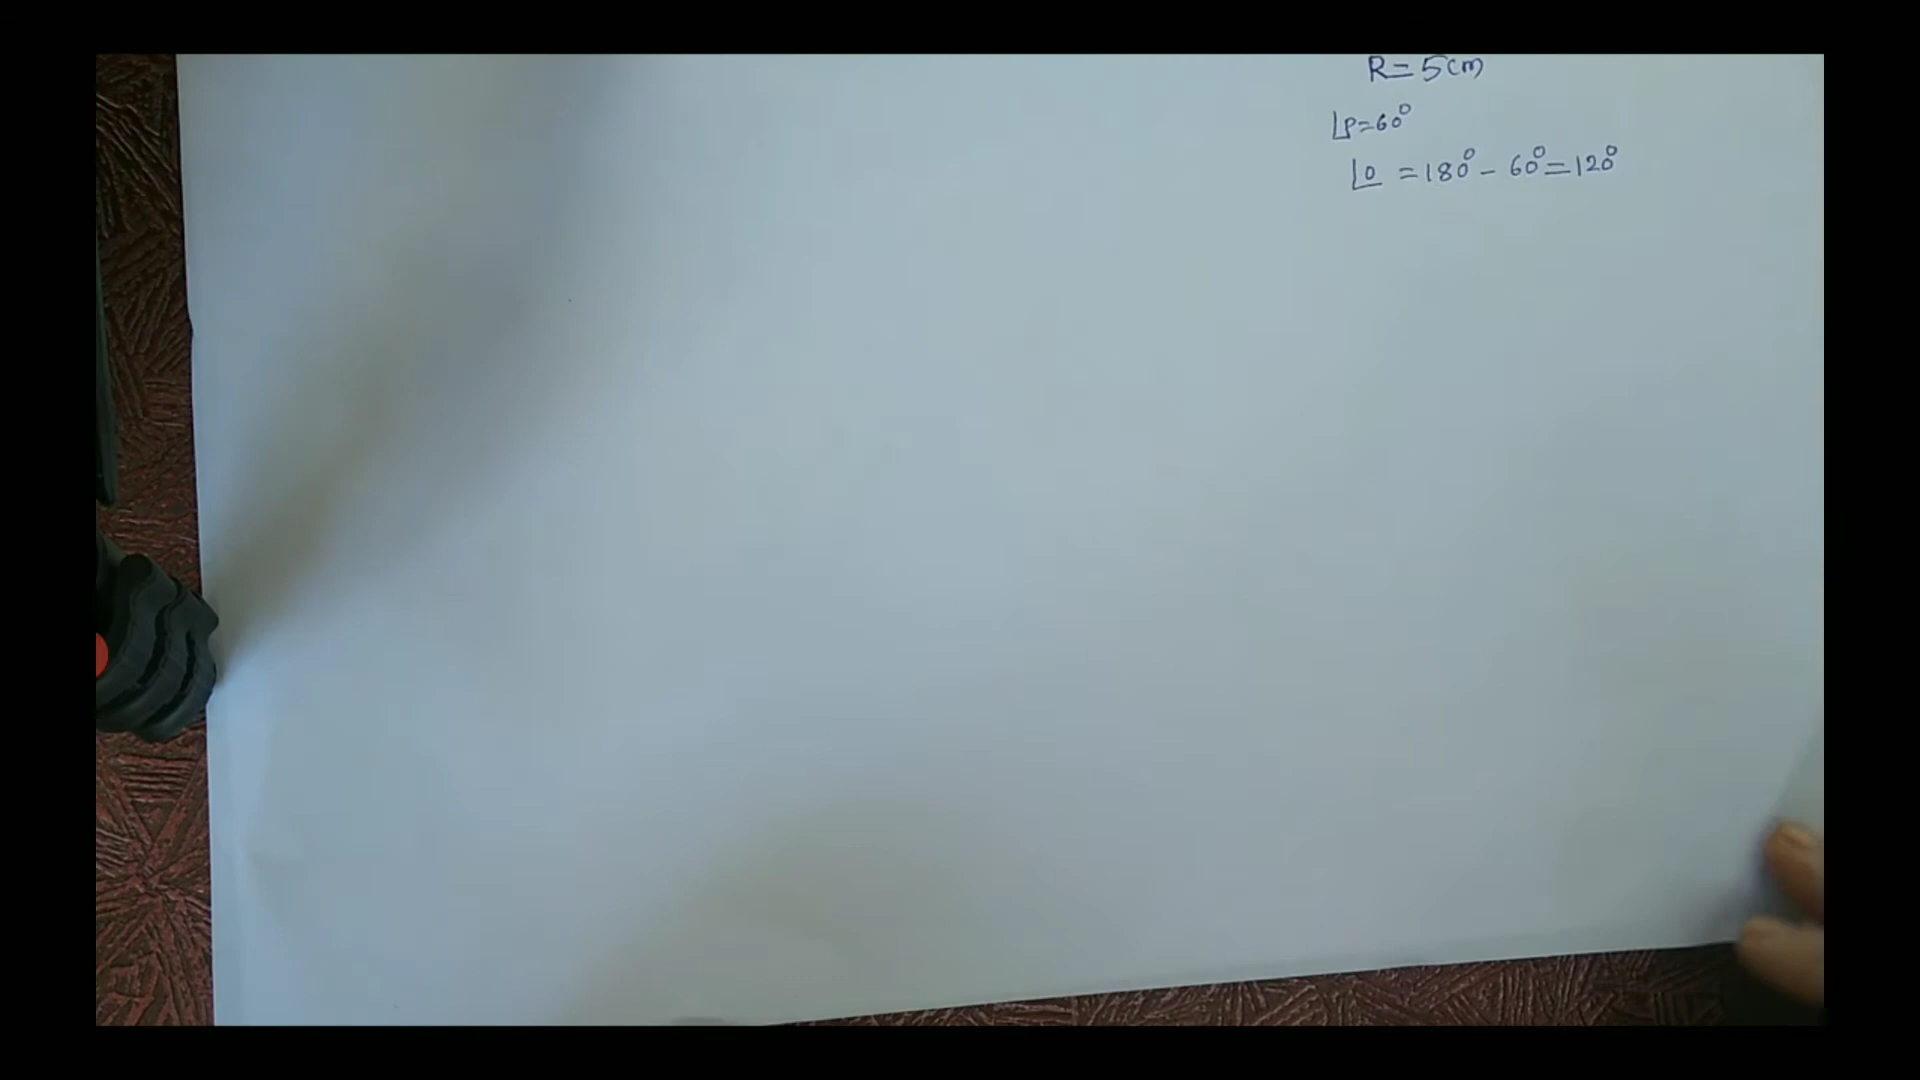 R = 5cm
∠P = 60°
∠O = 180° - 60° = 120°